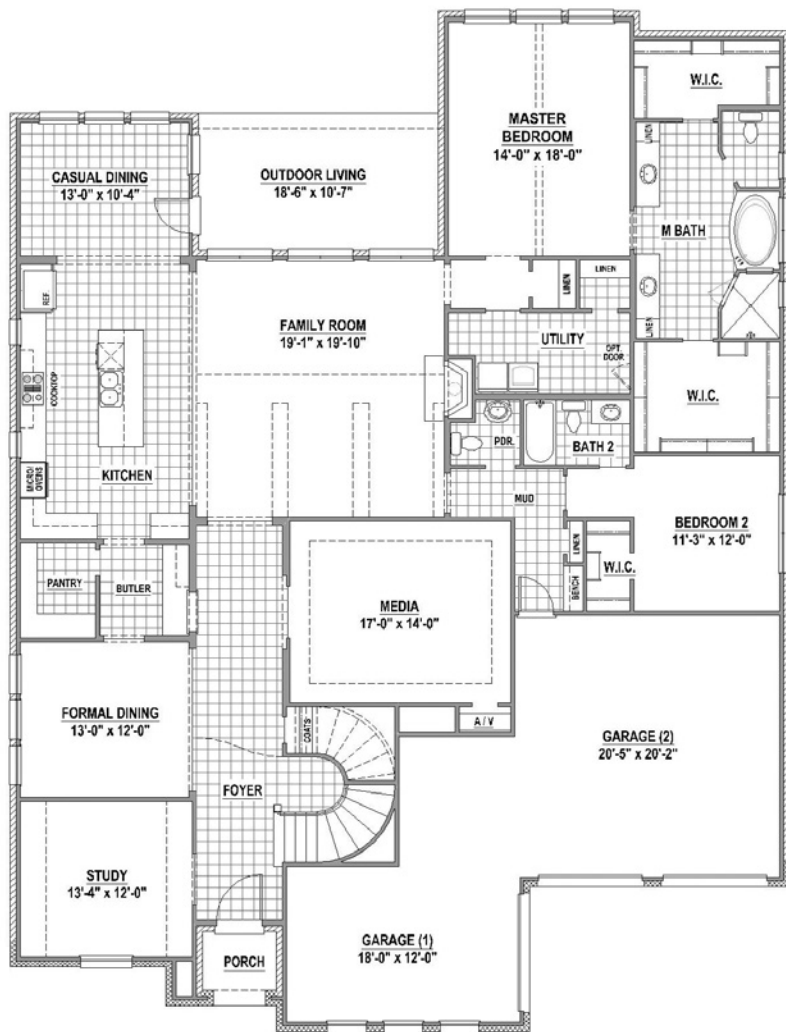 W.I.C.
MASTER
BEDROOM
14'-0" x 18'-0"
LINEN
CASUAL DINING
13'-0" x 10'-4"
OUTDOOR LIVING
18'-6" x 10'-7"
M BATH
REF.
LINEN
LINEN
FAMILY ROOM
19'-1" x 19'-10"
UTILITY
LINEN
OPT.
DOOR
COOKTOP
W.I.C.
PDR.
BATH 2
MICRO/
OVENS
KITCHEN
MUD
BEDROOM 2
11'-3" x 12'-0"
LINEN
W.I.C.
PANTRY
BUTLER
BENCH
MEDIA
17'-0" x 14'-0"
FORMAL DINING
13'-0" x 12'-0"
COATS
A / V
GARAGE (2)
20'-5" x 20'-2"
FOYER
STUDY
13'-4" x 12'-0"
GARAGE (1)
18'-0" x 12'-0"
PORCH